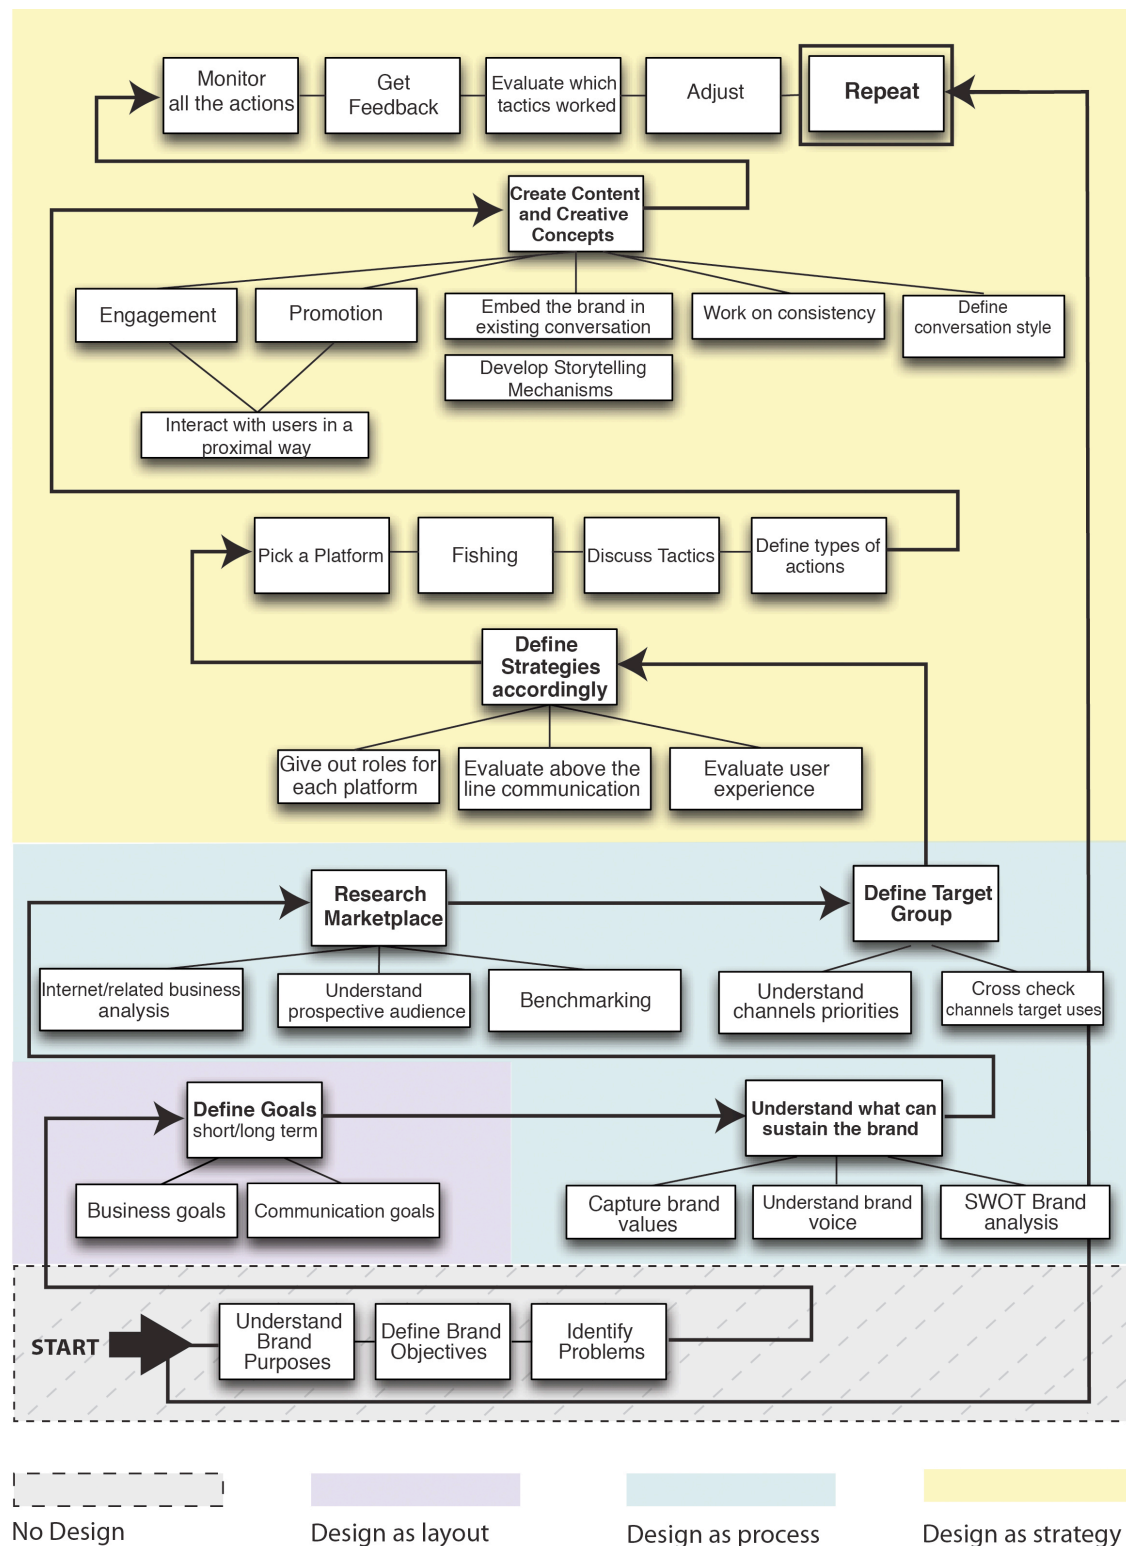 Monitor
all the actions
Get
Feedback
Evaluate which
tactics worked
Adjust
Repeat
Create Content
and Creative
Concepts
Engagement
Promotion
Embed the brand in
existing conversation
Work on consistency
Define
conversation style
Develop Storytelling
Mechanisms
Interact with users in a
proximal way
Pick a Platform
Fishing
Discuss Tactics
Define types of
actions
Define
Strategies
accordingly
Give out roles for
each platform
Evaluate above the
line communication
Evaluate user
experience
Research
Marketplace
Define Target
Group
Internet/related business
analysis
Understand
prospective audience
Benchmarking
Understand
channels priorities
Cross check
channels target uses
Define Goals
short/long term
Understand what can
sustain the brand
Business goals
Communication goals
Capture brand
values
Understand brand
voice
SWOT Brand
analysis
START
Understand
Brand
Purposes
Define Brand
Objectives
Identify
Problems
No Design
Design as layout
Design as process
Design as strategy